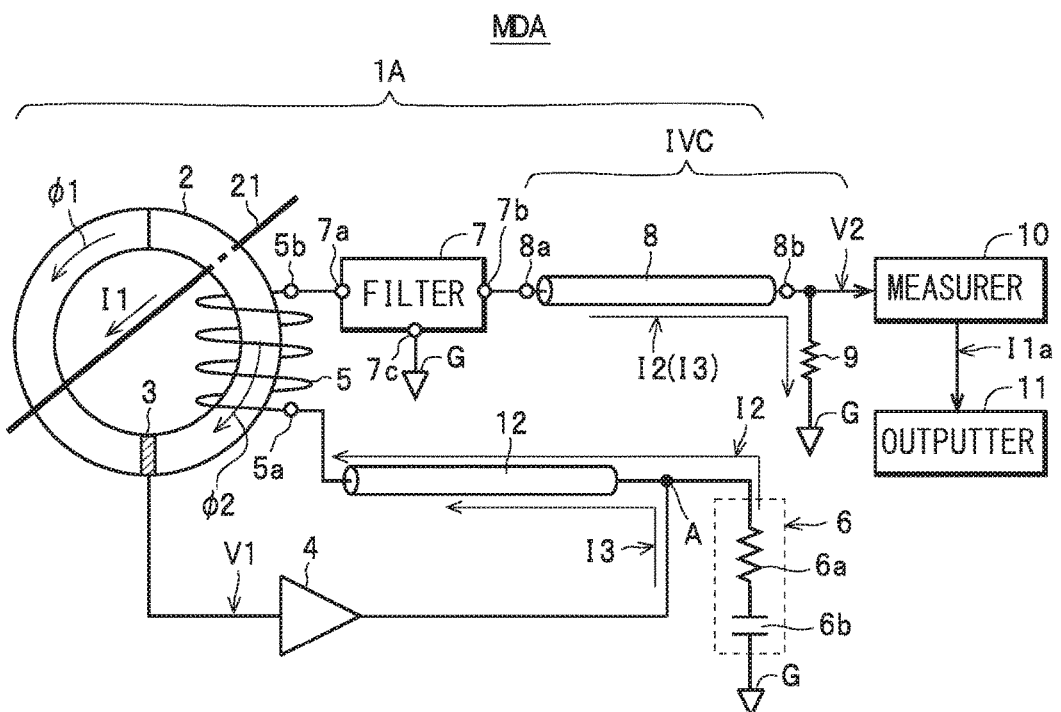 MDA
1A
IVC
φ1
2
21
5b
7a
7
7b
8a
8
8b
V2
10
FILTER
MEASURER
I1
7c
G
5
I2(I3)
9
I1a
3
G
11
OUTPUTTER
5a
φ2
12
I2
A
6
I3
6a
V1
4
6b
G